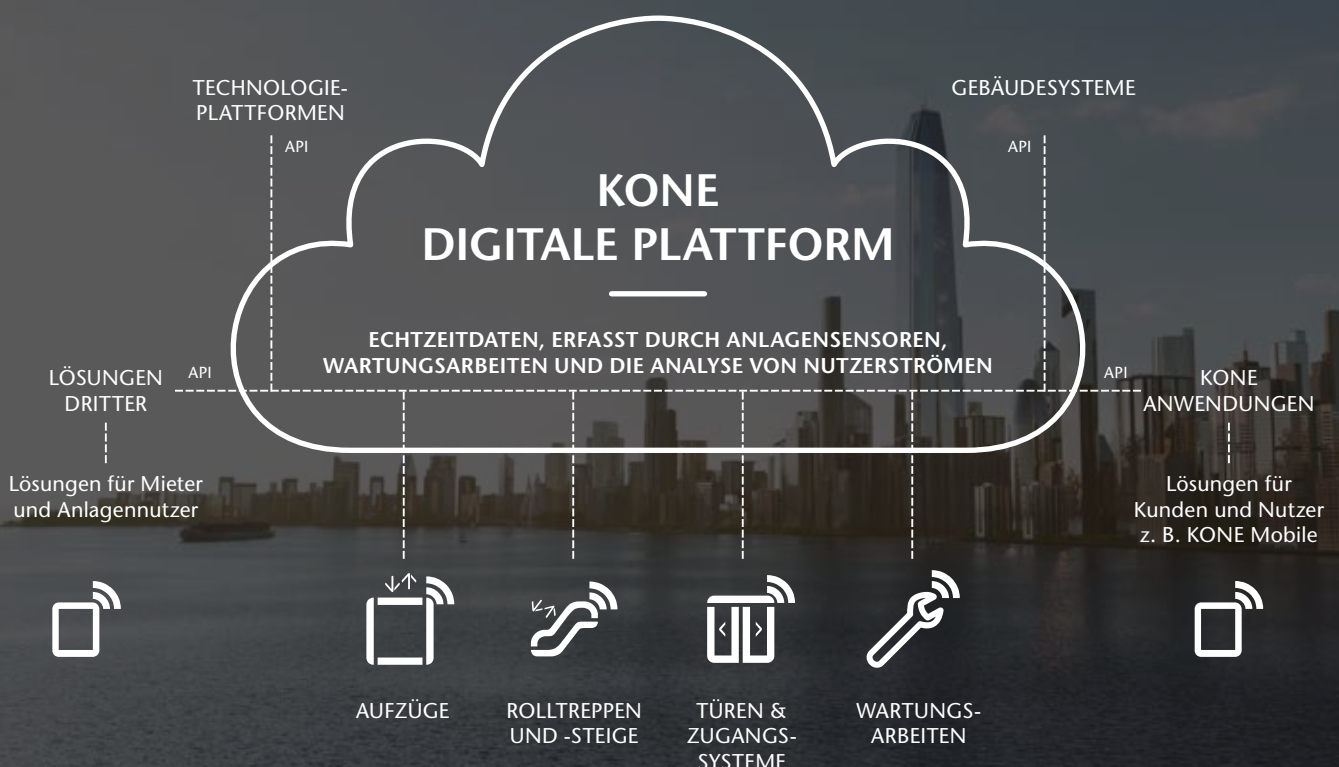 TECHNOLOGIE-
PLATTFORMEN
API
GEBÄUDESYSTEME
API
KONE
DIGITALE PLATTFORM
ECHTZEITDATEN, ERFASST DURCH ANLAGENSENSOREN,
WARTUNGSARBEITEN UND DIE ANALYSE VON NUTZERSTRÖMEN
LÖSUNGEN
DRITTER
API
Lösungen für Mieter
und Anlagennutzer
API
KONE
ANWENDUNGEN
Lösungen für
Kunden und Nutzer
z. B. KONE Mobile
AUFZÜGE
ROLLTREPPEN
UND -STEIGE
TÜREN &
ZUGANGS-
SYSTEME
WARTUNGS-
ARBEITEN